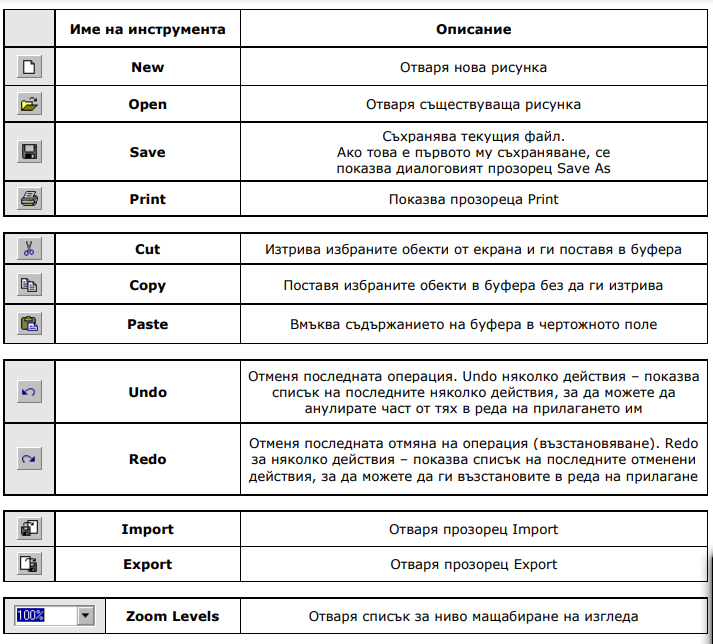 Име на инструмента Описание
New Отваря нова рисунка
Open Отваря съществуваща рисунка
Save Съхранява текущия файл.
Ако това е първото му съхраняване, се
показва диалоговият прозорец Save As
Print Показва прозореца Print
Cut Изтрива избраните обекти от екрана и ги поставя в буфера
Copy Поставя избраните обекти в буфера без да ги изтрива
Paste Вмъква съдържанието на буфера в чертожното поле
Undo Отменя последната операция. Undo няколко действия – показва
списък на последните няколко действия, за да можете да
анулирате част от тях в реда на прилагането им
Redo Отменя последната отмяна на операция (възстановяване). Redo
за няколко действия – показва списък на последните отменени
действия, за да можете да ги възстановите в реда на прилагане
Import Отваря прозорец Import
Export Отваря прозорец Export
100% Zoom Levels Отваря списък за ниво мащабиране на изгледа